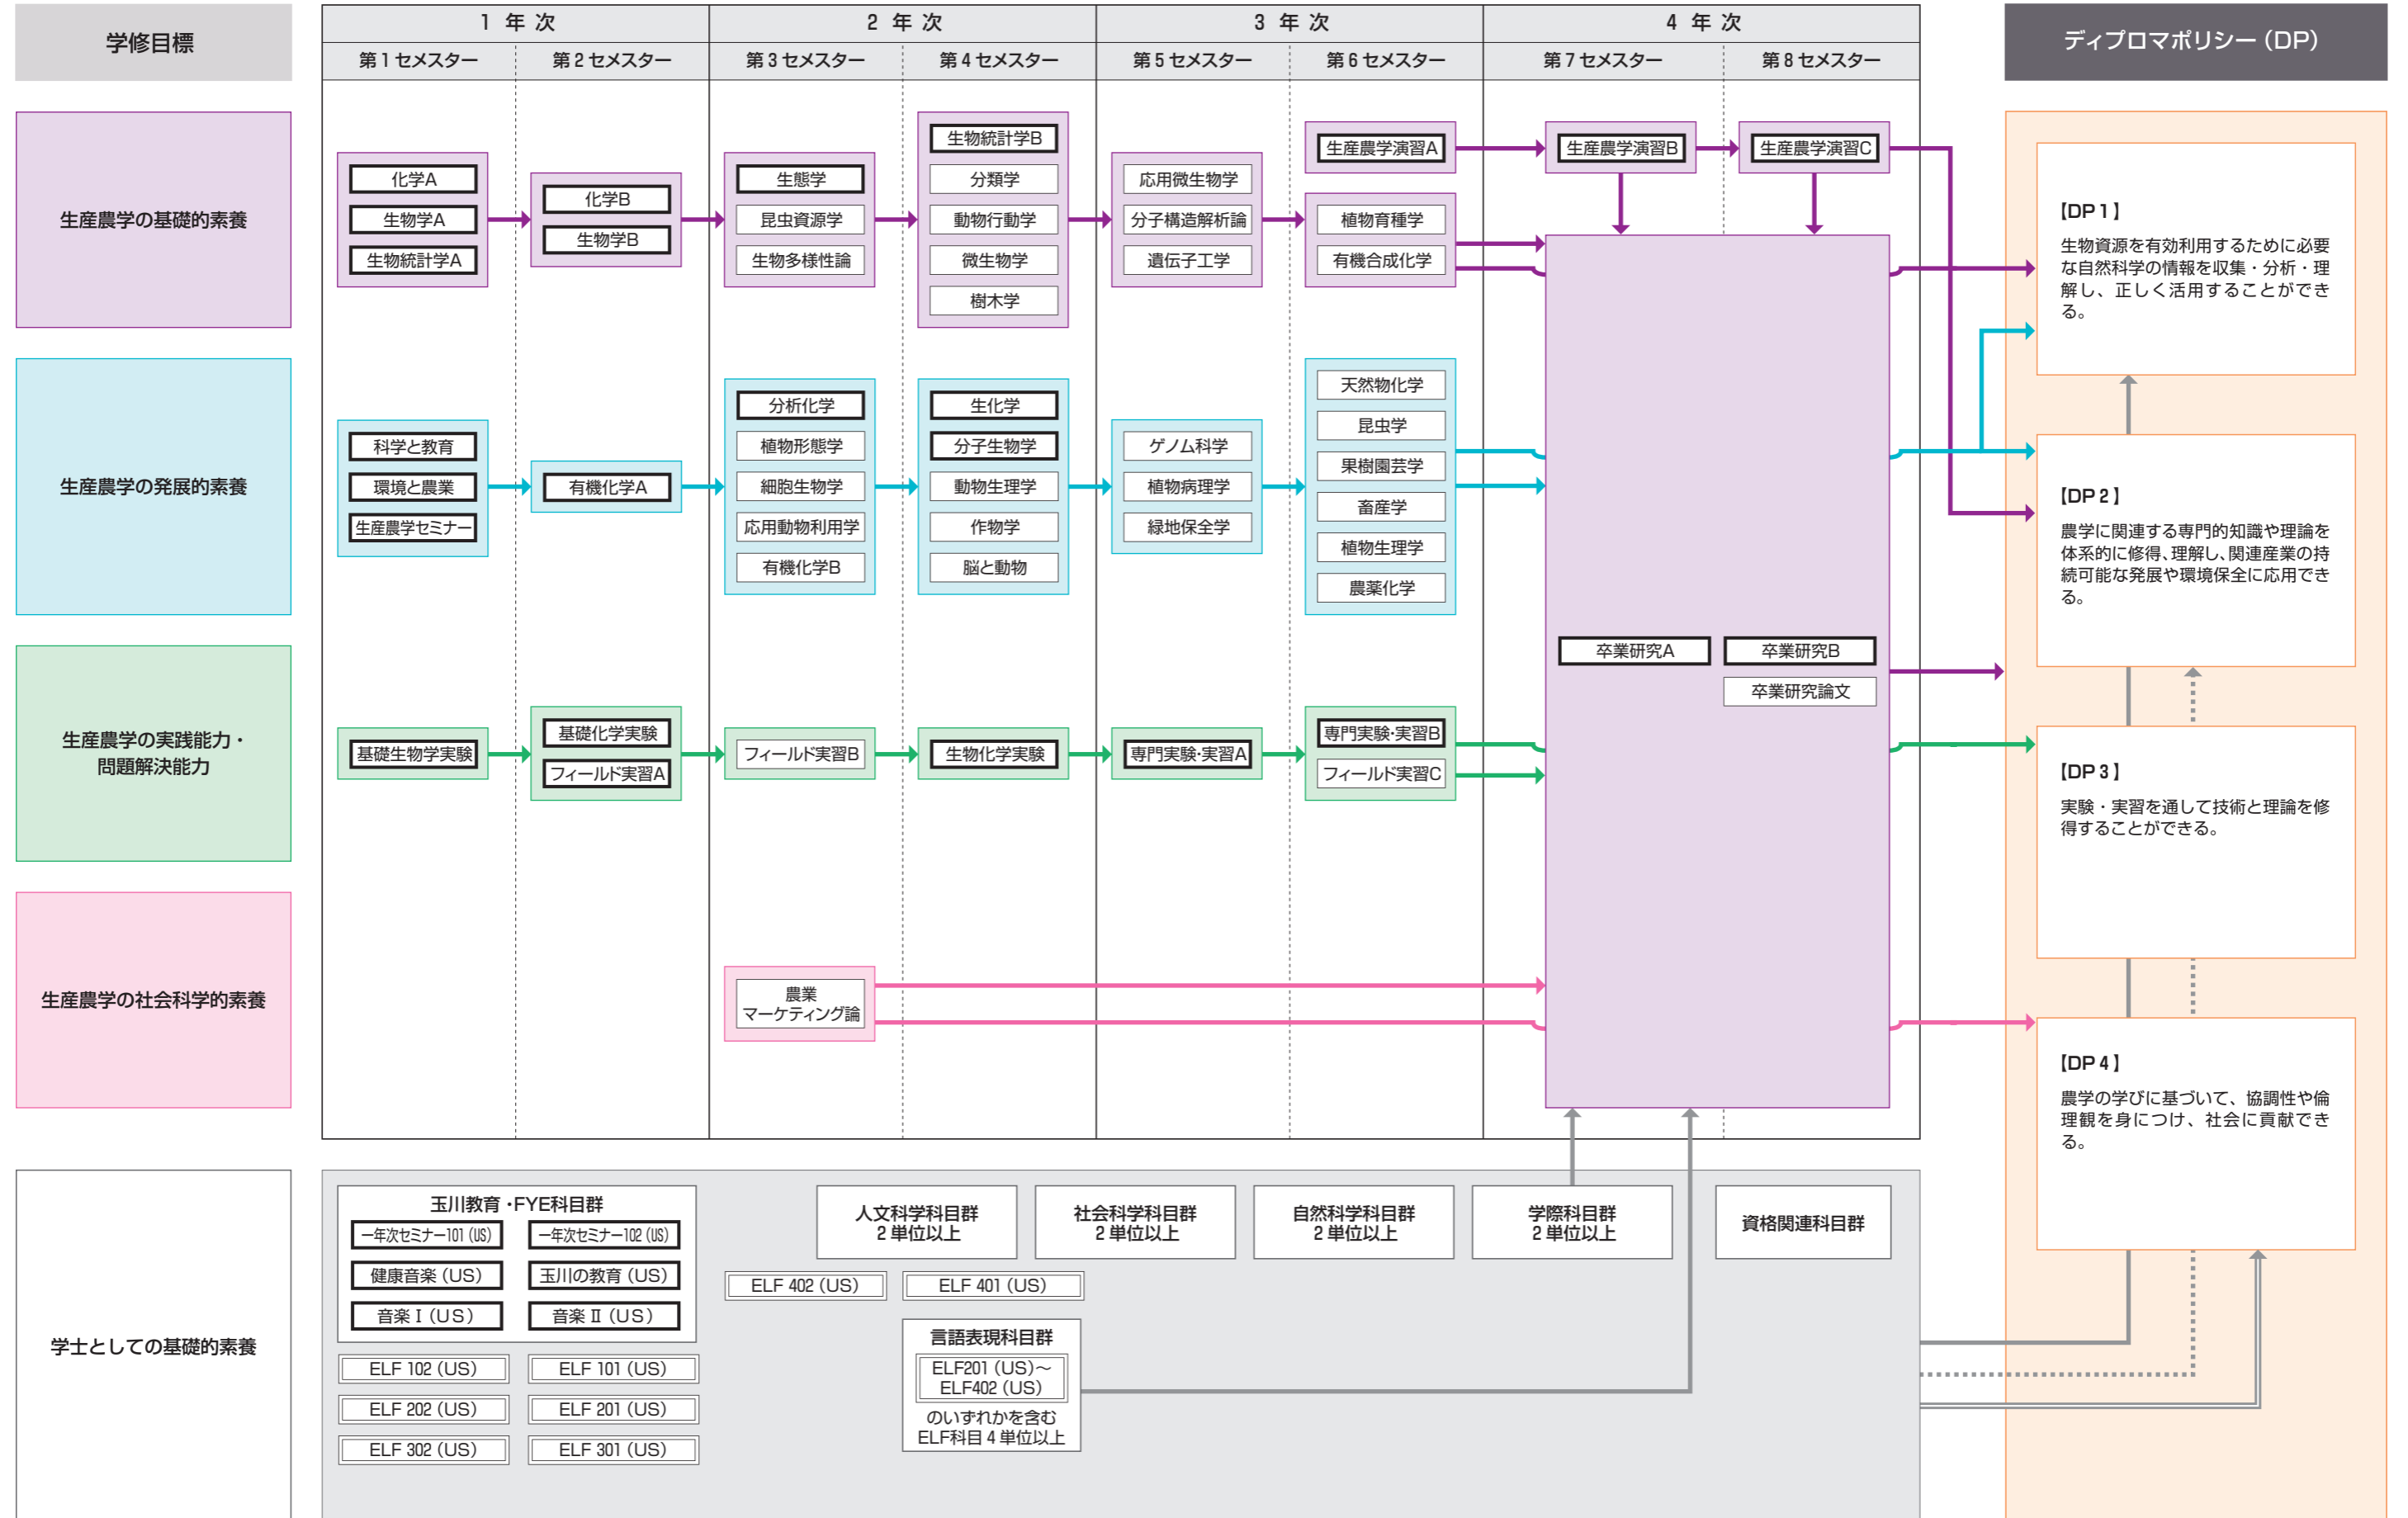 学修目標
1 年 次
2 年 次
3 年 次
4 年 次
第1セメスター
第2セメスター
第3セメスター
第4セメスター
第5セメスター
第6セメスター
第7セメスター
第8セメスター
ディプロマポリシー（DP）
生産農学の基礎的素養
化学A
生物学A
生物統計学A
化学B
生物学B
生態学
昆虫資源学
生物多様性論
生物統計学B
分類学
動物行動学
微生物学
樹木学
応用微生物学
分子構造解析論
遺伝子工学
生産農学演習A
植物育種学
有機合成化学
生産農学演習B
生産農学演習C
生産農学の発展的素養
科学と教育
環境と農業
生産農学セミナー
有機化学A
分析化学
植物形態学
細胞生物学
応用動物利用学
有機化学B
生化学
分子生物学
動物生理学
作物学
脳と動物
ゲノム科学
植物病理学
緑地保全学
天然物化学
昆虫学
果樹園芸学
畜産学
植物生理学
農薬化学
生産農学の実践能力・
問題解決能力
基礎生物学実験
基礎化学実験
フィールド実習A
フィールド実習B
生物化学実験
専門実験・実習A
専門実験・実習B
フィールド実習C
卒業研究A
卒業研究B
卒業研究論文
生産農学の社会科学的素養
農業
マーケティング論
【DP 1】
生物資源を有効利用するために必要
な自然科学の情報を収集・分析・理
解し、正しく活用することができ
る。
【DP 2】
農学に関連する専門的知識や理論を
体系的に修得、理解し、関連産業の持
続可能な発展や環境保全に応用でき
る。
【DP 3】
実験・実習を通して技術と理論を修
得することができる。
【DP 4】
農学の学びに基づいて、協調性や倫
理観を身につけ、社会に貢献でき
る。
学士としての基礎的素養
玉川教育・FYE科目群
一年次セミナー101（US）
一年次セミナー102（US）
健康音楽（US）
玉川の教育（US）
音楽Ⅰ（US）
音楽Ⅱ（US）
ELF 102（US）
ELF 101（US）
ELF 202（US）
ELF 201（US）
ELF 302（US）
ELF 301（US）
人文科学科目群
2単位以上
社会科学科目群
2単位以上
自然科学科目群
2単位以上
学際科目群
2単位以上
資格関連科目群
ELF 402（US）
ELF 401（US）
言語表現科目群
ELF201（US）～
ELF402（US）
のいずれかを含む
ELF科目4単位以上